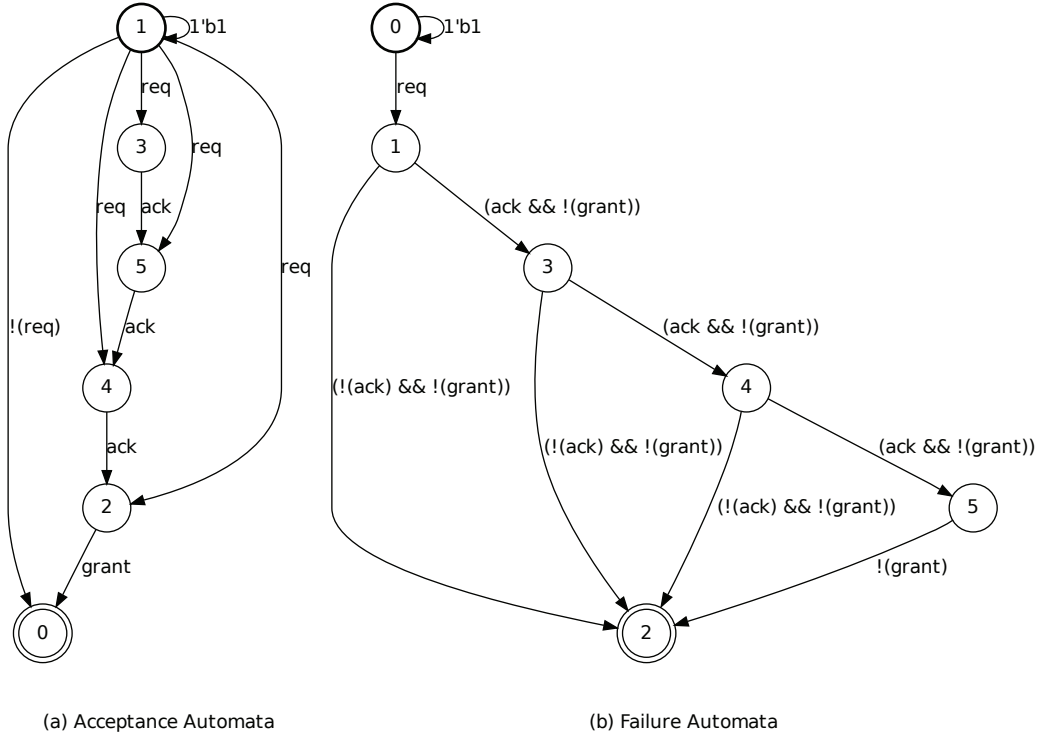 1
1'b1
0
1'b1
req
req
3
req
1
req
ack
(ack && !(grant))
5
req
3
!(req)
ack
(ack && !(grant))
4
(!(ack) && !(grant))
4
ack
(!(ack) && !(grant))
(ack && !(grant))
2
(!(ack) && !(grant))
5
grant
!(grant)
0
2
(a) Acceptance Automata
(b) Failure Automata